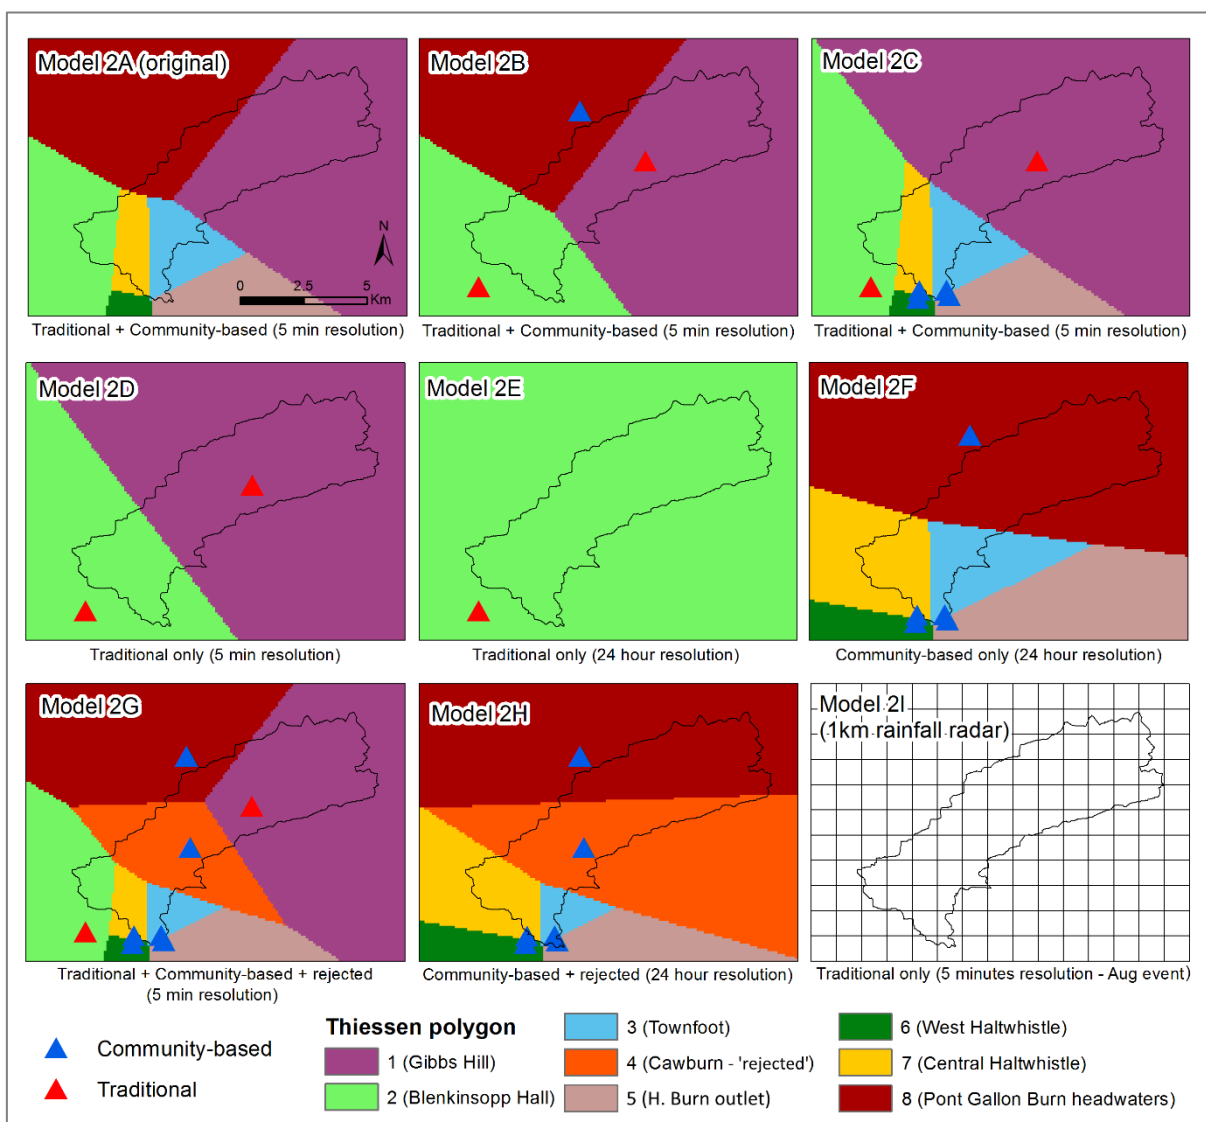 Model 2A (original)
Model 2B
Model 2C
N
0 2.5 5
Km
Traditional + Community-based (5 min resolution)
Traditional + Community-based (5 min resolution)
Traditional + Community-based (5 min resolution)
Model 2D
Model 2E
Model 2F
Traditional only (5 min resolution)
Traditional only (24 hour resolution)
Community-based only (24 hour resolution)
Model 2G
Model 2H
Model 2I
(1km rainfall radar)
Traditional + Community-based + rejected
(5 min resolution)
Community-based + rejected (24 hour resolution)
Traditional only (5 minutes resolution - Aug event)
Community-based
Traditional
Thiessen polygon
1 (Gibbs Hill)
2 (Blenkinsopp Hall)
3 (Townfoot)
4 (Cawburn - 'rejected')
5 (H. Burn outlet)
6 (West Haltwhistle)
7 (Central Haltwhistle)
8 (Pont Gallon Burn headwaters)